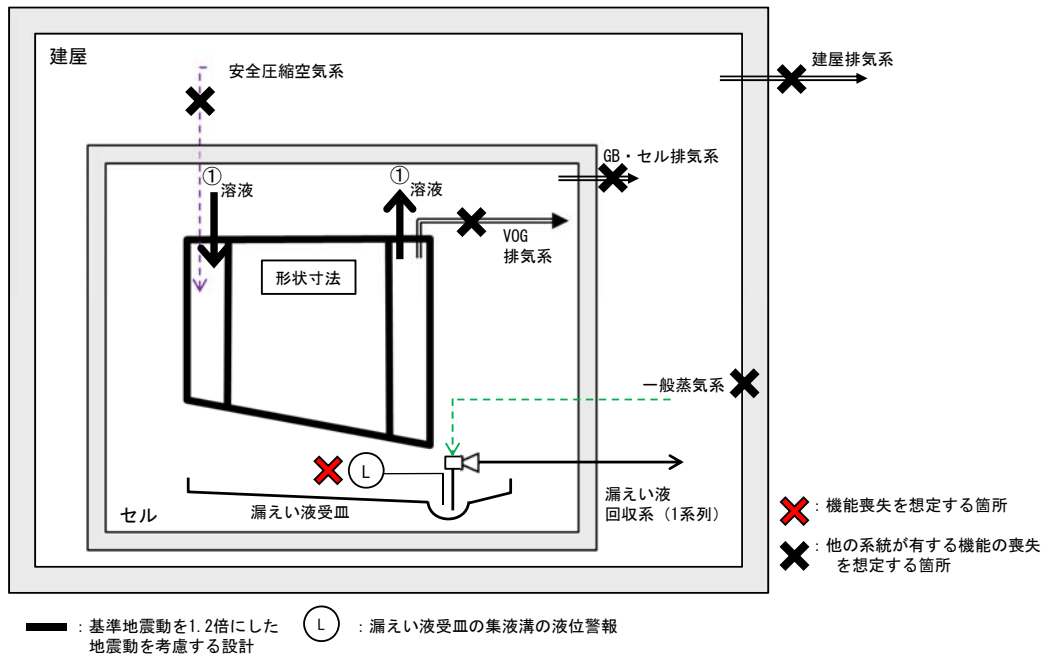 建屋
安全圧縮空気系
建屋排気系
GB・セル排気系
①
溶液
①
溶液
VOG
排気系
形状寸法
一般蒸気系
L
漏えい液受皿
漏えい液
回収系（1系列）
セル
：機能喪失を想定する箇所
：他の系統が有する機能の喪失
を想定する箇所
：基準地震動を1.2倍にした
地震動を考慮する設計
L
：漏えい液受皿の集液溝の液位警報